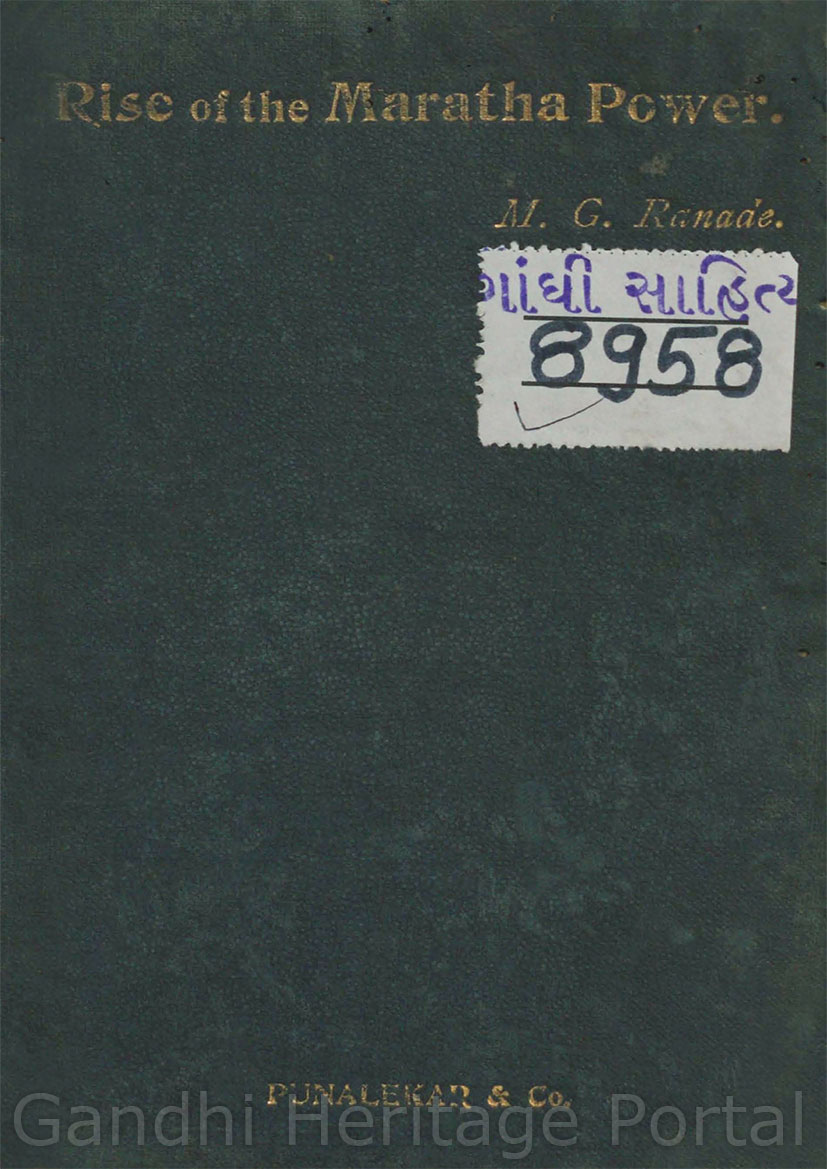 Rise of the Maratha Power.
M. G. Ranade.
ગાંધી સાહિત્ય
8958
PUNALEKAR & Co.
Gandhi Heritage Portal